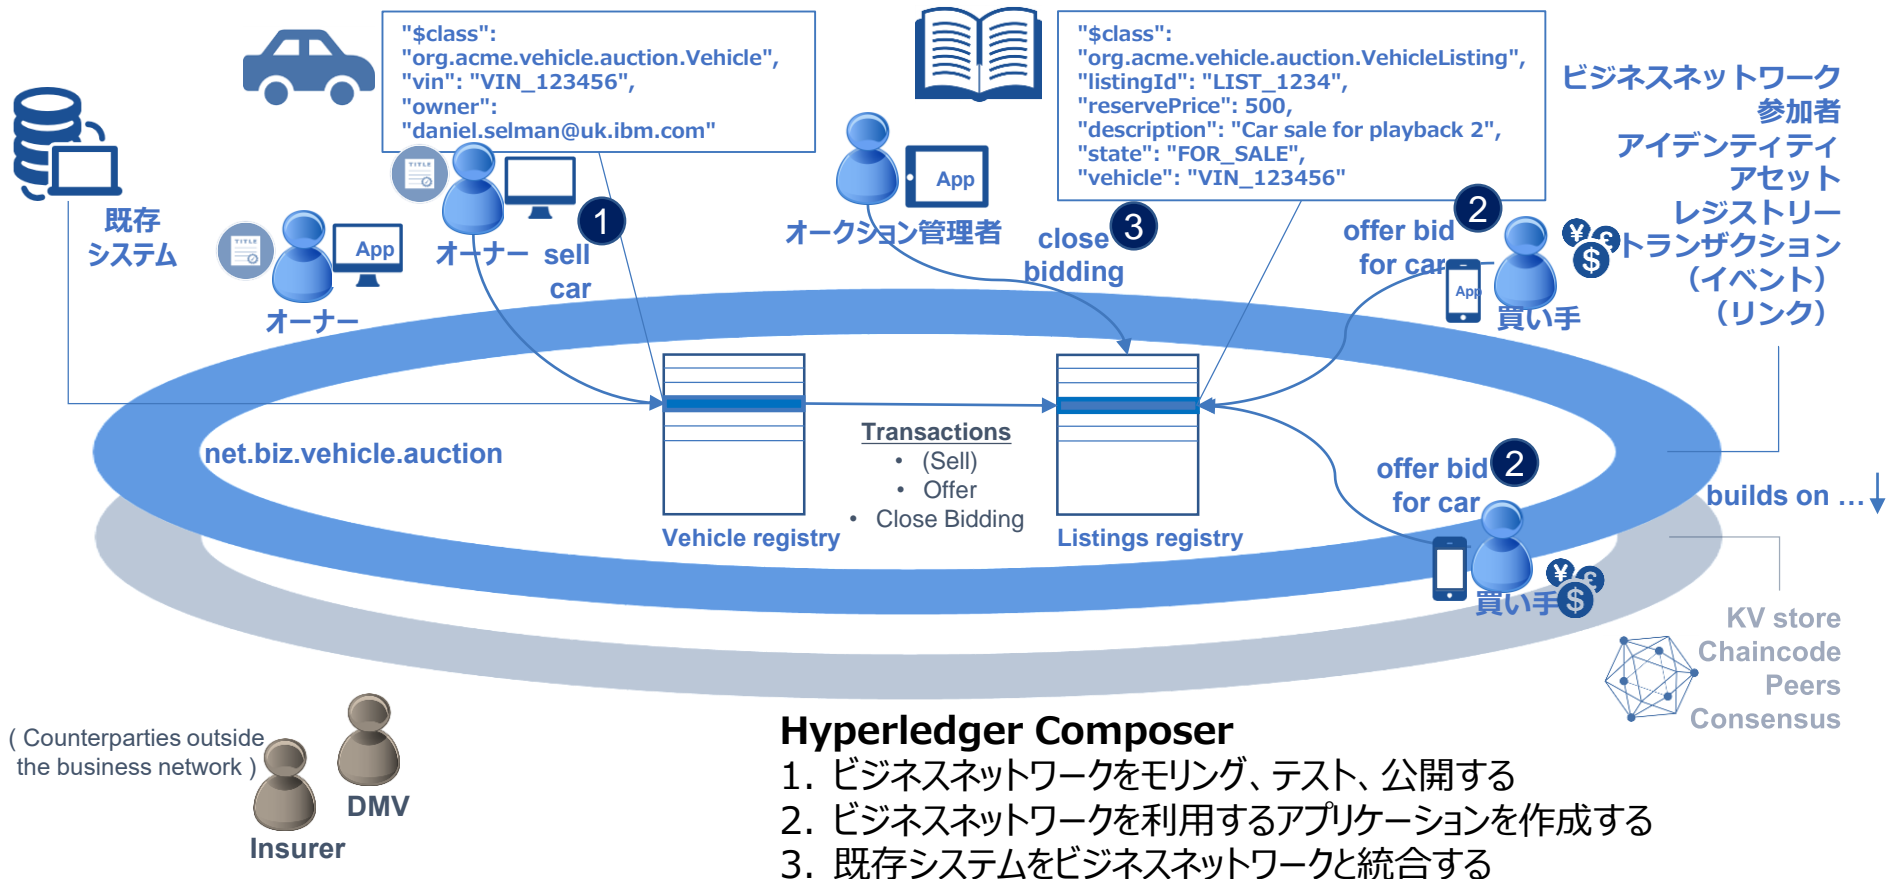 "$class":
"org.acme.vehicle.auction.Vehicle",
"vin": "VIN_123456",
"owner":
"daniel.selman@uk.ibm.com"
"$class":
"org.acme.vehicle.auction.VehicleListing",
"listingId": "LIST_1234",
"reservePrice": 500,
"description": "Car sale for playback 2",
"state": "FOR_SALE",
"vehicle": "VIN_123456"
ビジネスネットワーク
参加者
アイデンティティ
アセット
レジストリー
トランザクション
（イベント）
（リンク）
既存
システム
TITLE
App
オーナー
TITLE
オーナー
1
sell
car
App
オークション管理者
3
close
bidding
2
offer bid
for car
App
¥ £
$
買い手
net.biz.vehicle.auction
Vehicle registry
Transactions
• (Sell)
• Offer
• Close Bidding
Listings registry
offer bid
for car
2
¥ £
$
買い手
builds on …
KV store
Chaincode
Peers
Consensus
( Counterparties outside
the business network )
DMV
Insurer
Hyperledger Composer
1. ビジネスネットワークをモリング、テスト、公開する
2. ビジネスネットワークを利用するアプリケーションを作成する
3. 既存システムをビジネスネットワークと統合する